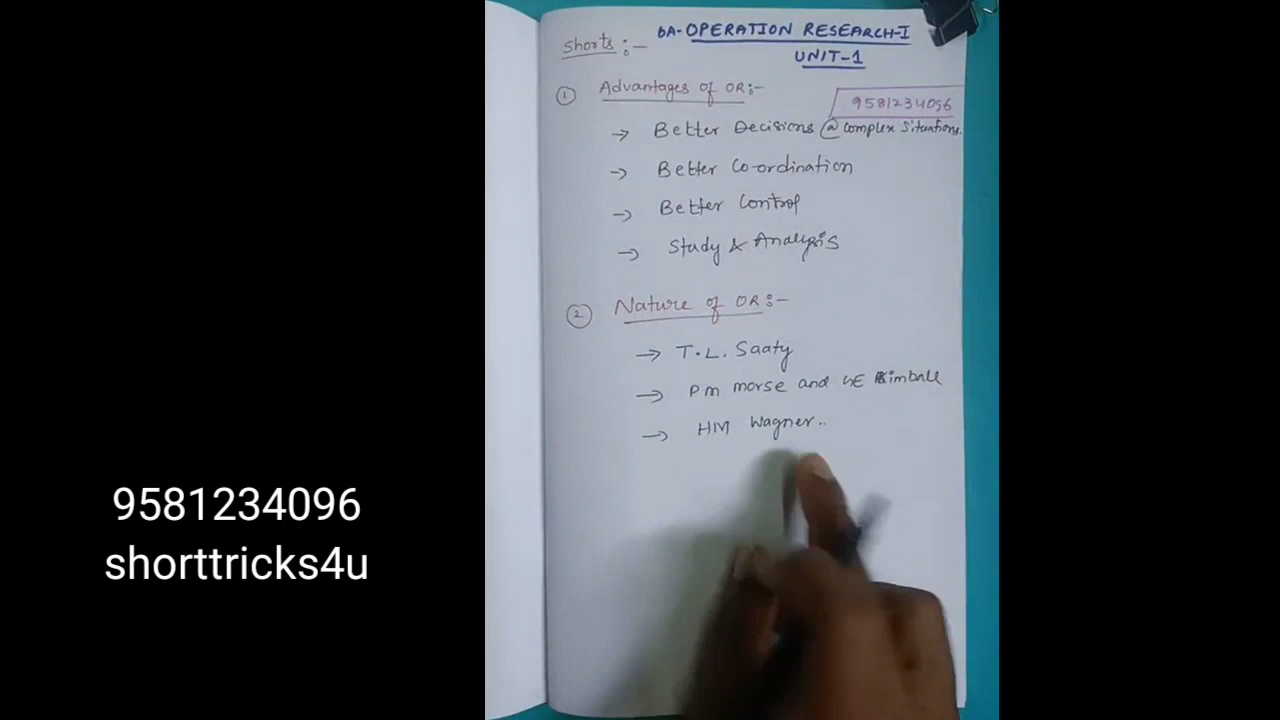 6A-OPERATION RESEARCH-I
Shorts:-
UNIT-1
① Advantages of OR:-
9581234096
→ Better Decisions @ complex situations.
→ Better Co-ordination
→ Better Control
→ Study & Analysis
② Nature of OR:-
→ T.L. Saaty
→ PM morse and GE Kimball
→ HM Wagner..
9581234096
shorttricks4u